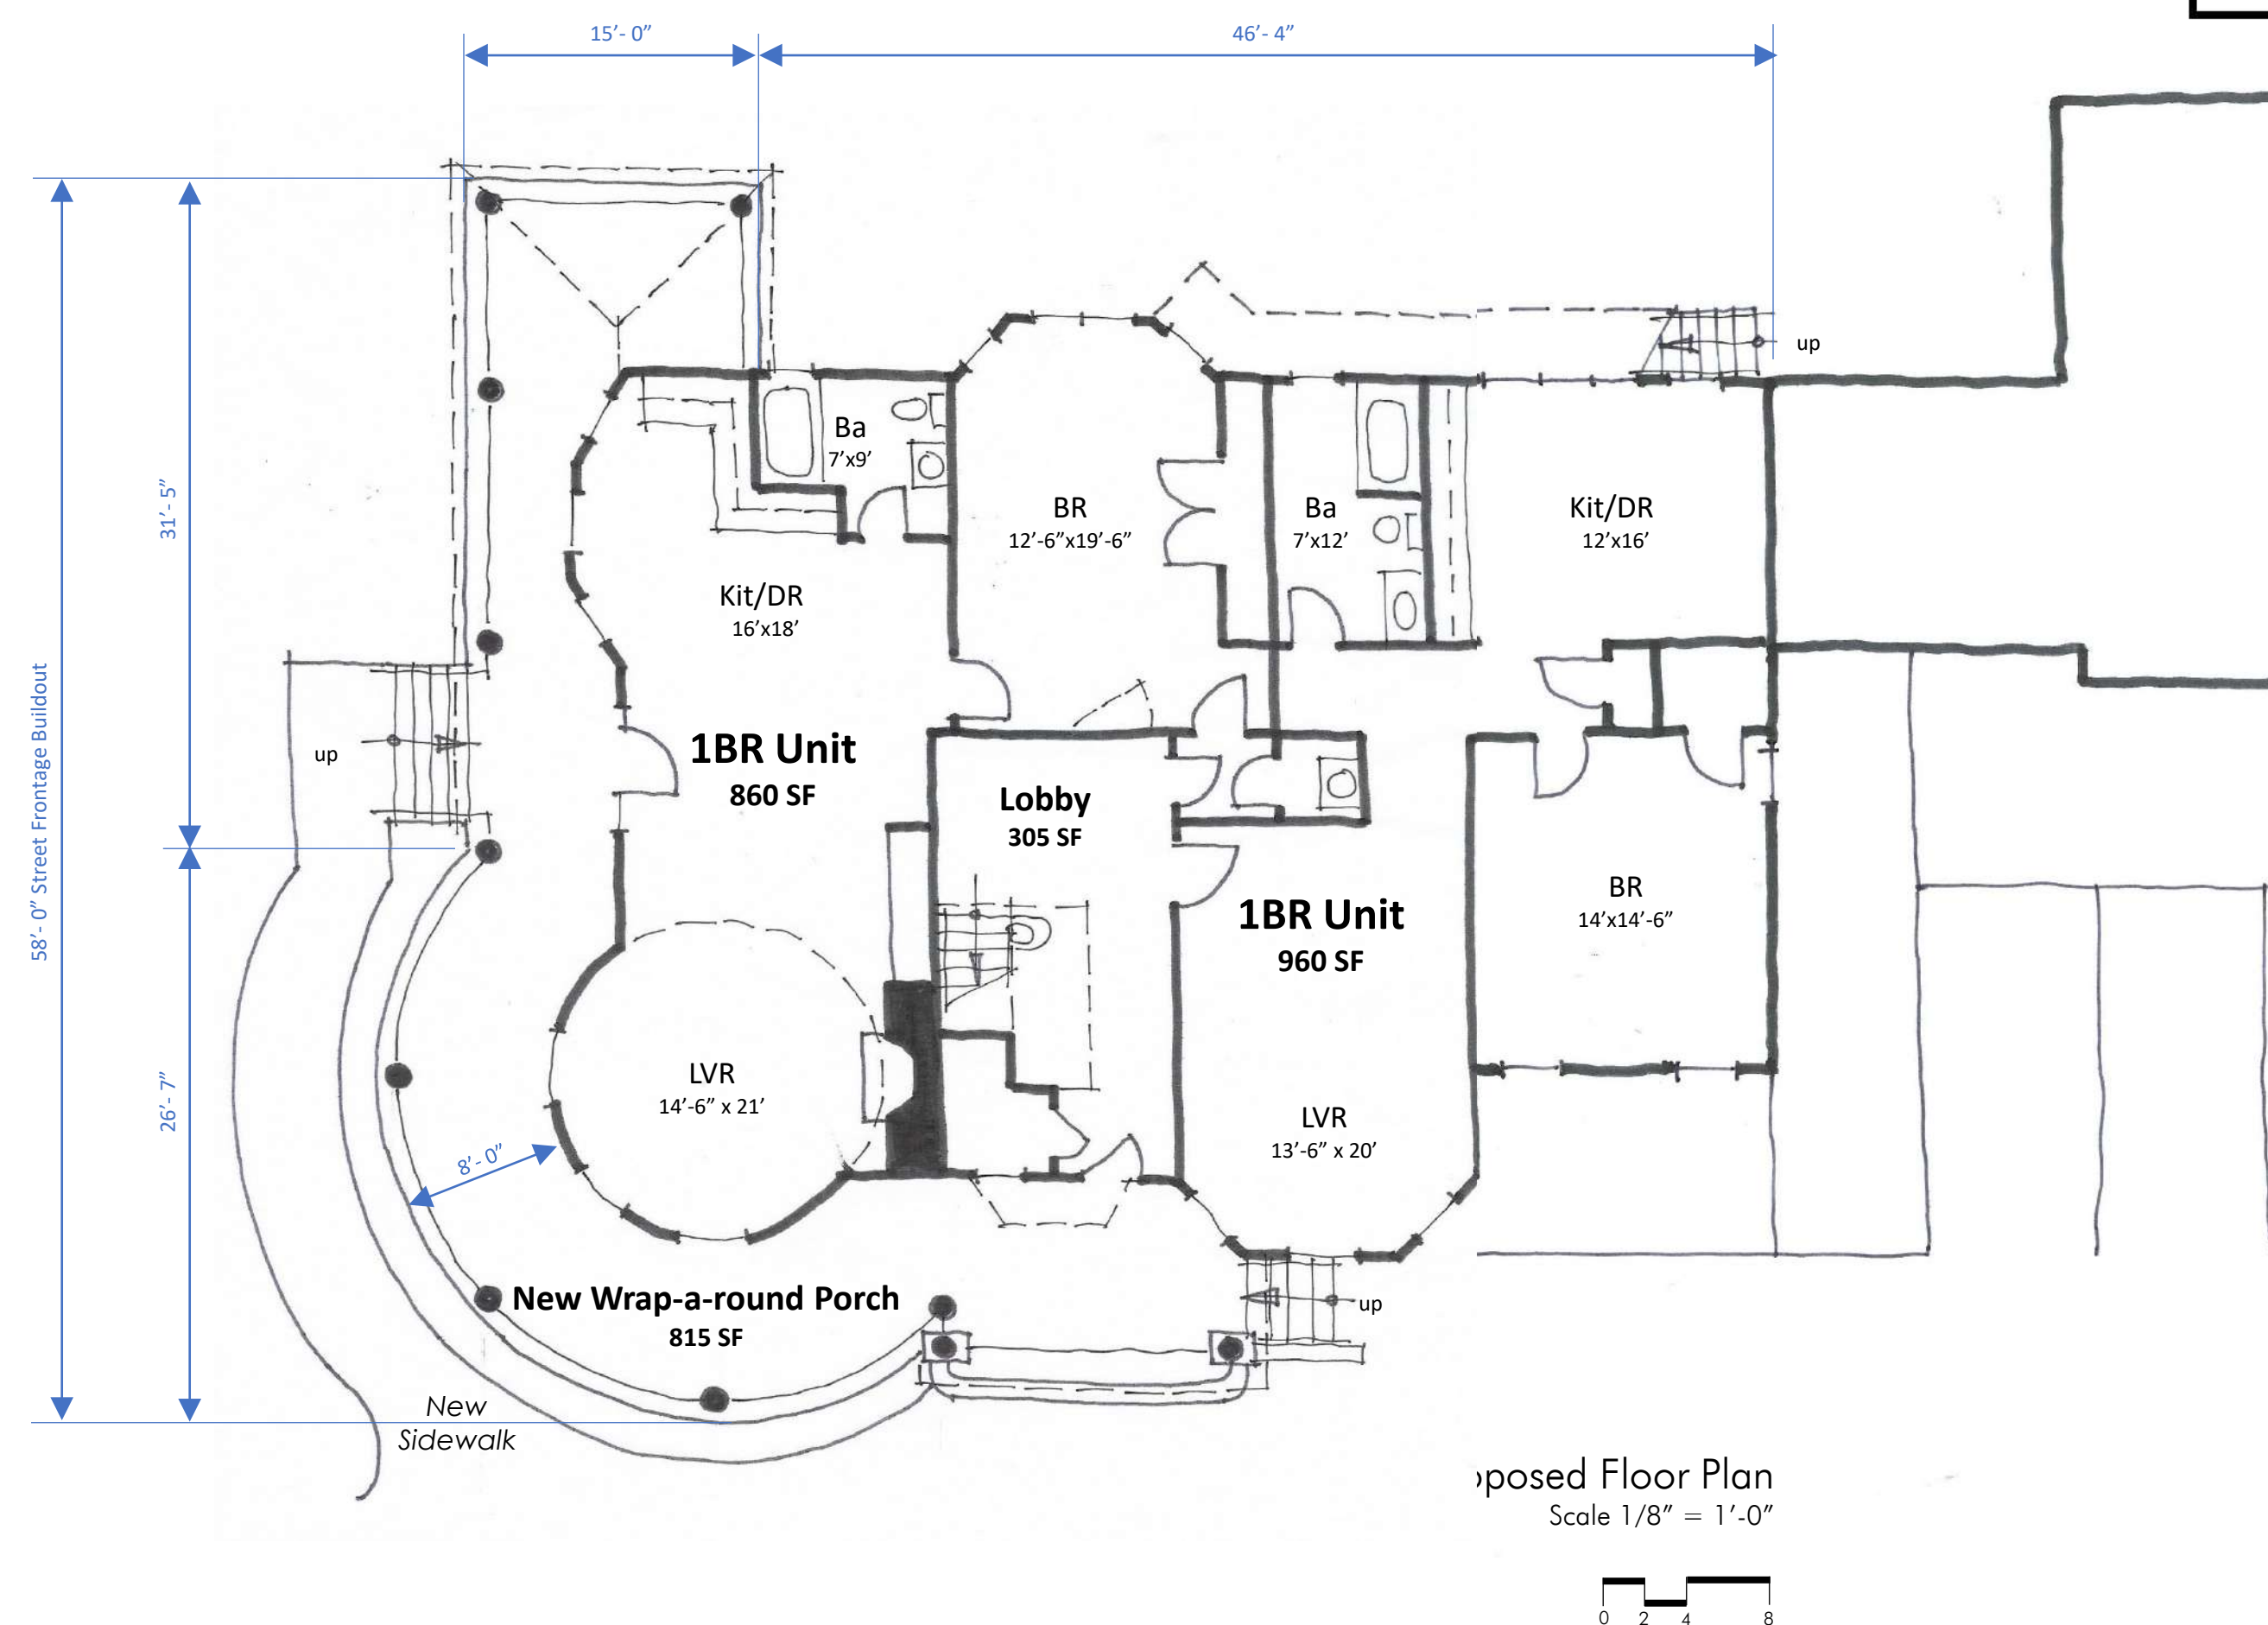 15'- 0"
46'- 4"
up
31'- 5"
Ba
7'x9'
BR
12'-6"x19'-6"
Ba
7'x12'
Kit/DR
12'x16'
Kit/DR
16'x18'
58'- 0" Street Frontage Buildout
up
1BR Unit
860 SF
Lobby
305 SF
1BR Unit
960 SF
BR
14'x14'-6"
26'- 7"
8'- 0"
LVR
14'-6" x 21'
LVR
13'-6" x 20'
New Wrap-a-round Porch
815 SF
up
New
Sidewalk
posed Floor Plan
Scale 1/8" = 1'-0"
0 2 4 8